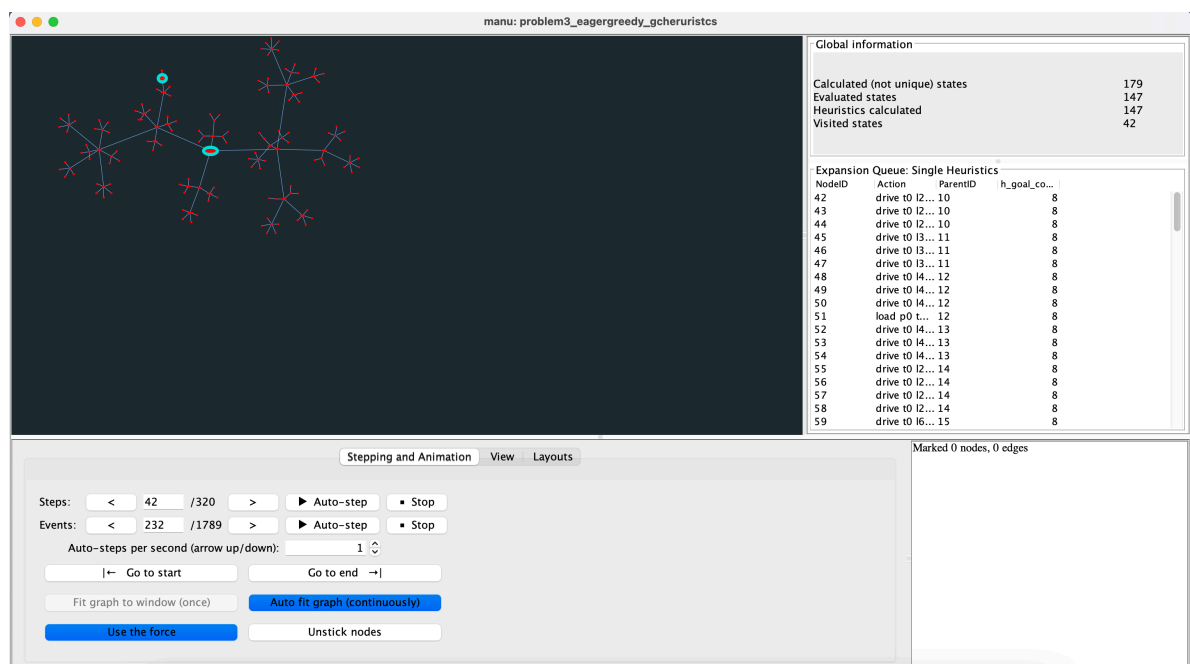 manu: problem3_eagergreedy_gcheruristcs
Global information
Calculated (not unique) states 179
Evaluated states 147
Heuristics calculated 147
Visited states 42
Expansion Queue: Single Heuristics
NodeID Action ParentID h_goal_co...
42 drive t0 l2... 10 8
43 drive t0 l2... 10 8
44 drive t0 l2... 10 8
45 drive t0 l3... 11 8
46 drive t0 l3... 11 8
47 drive t0 l3... 11 8
48 drive t0 l4... 12 8
49 drive t0 l4... 12 8
50 drive t0 l4... 12 8
51 load p0 t... 12 8
52 drive t0 l4... 13 8
53 drive t0 l4... 13 8
54 drive t0 l4... 13 8
55 drive t0 l2... 14 8
56 drive t0 l2... 14 8
57 drive t0 l2... 14 8
58 drive t0 l2... 14 8
59 drive t0 l6... 15 8
Stepping and Animation View Layouts
Marked 0 nodes, 0 edges
Steps: < 42 /320 > ▶ Auto-step ▪ Stop
Events: < 232 /1789 > ▶ Auto-step ▪ Stop
Auto-steps per second (arrow up/down): 1
|← Go to start Go to end →|
Fit graph to window (once) Auto fit graph (continuously)
Use the force Unstick nodes